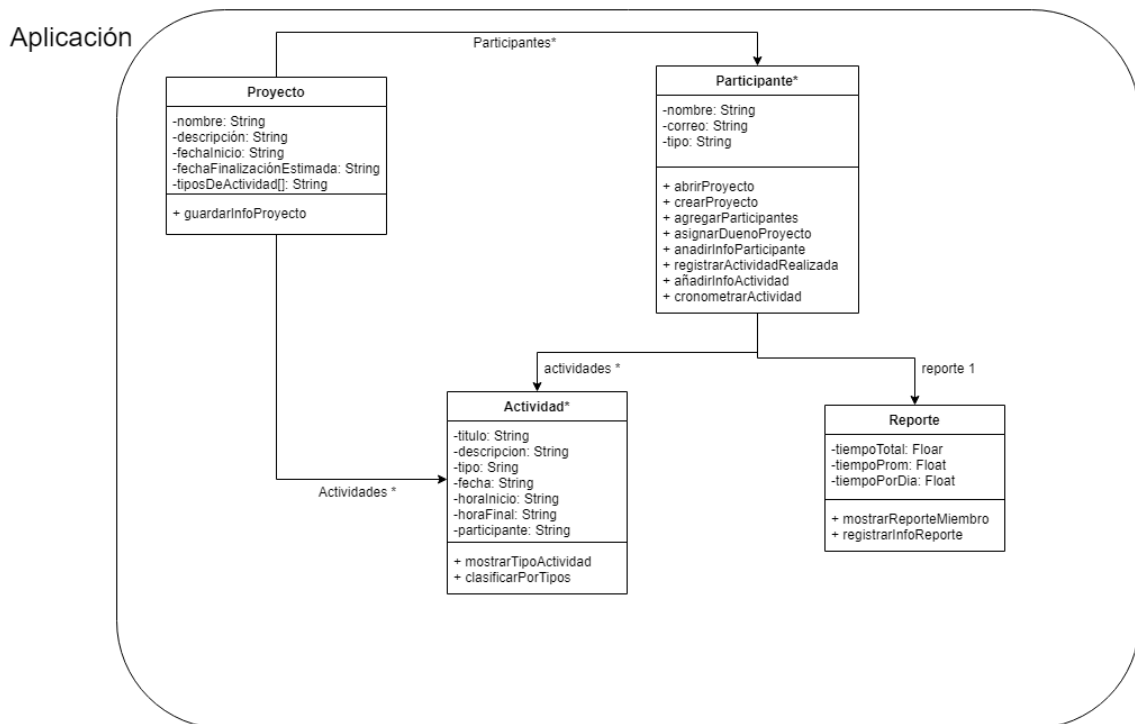 Aplicación
Participantes*
Proyecto
-nombre: String
-descripción: String
-fechaInicio: String
-fechaFinalizaciónEstimada: String
-tiposDeActividad[]: String
+ guardarInfoProyecto
Participante*
-nombre: String
-correo: String
-tipo: String
+ abrirProyecto
+ crearProyecto
+ agregarParticipantes
+ asignarDuenoProyecto
+ anadirInfoParticipante
+ registrarActividadRealizada
+ añadirInfoActividad
+ cronometrarActividad
actividades *
reporte 1
Actividades *
Actividad*
-titulo: String
-descripcion: String
-tipo: Sring
-fecha: String
-horaInicio: String
-horaFinal: String
-participante: String
+ mostrarTipoActividad
+ clasificarPorTipos
Reporte
-tiempoTotal: Floar
-tiempoProm: Float
-tiempoPorDia: Float
+ mostrarReporteMiembro
+ registrarInfoReporte